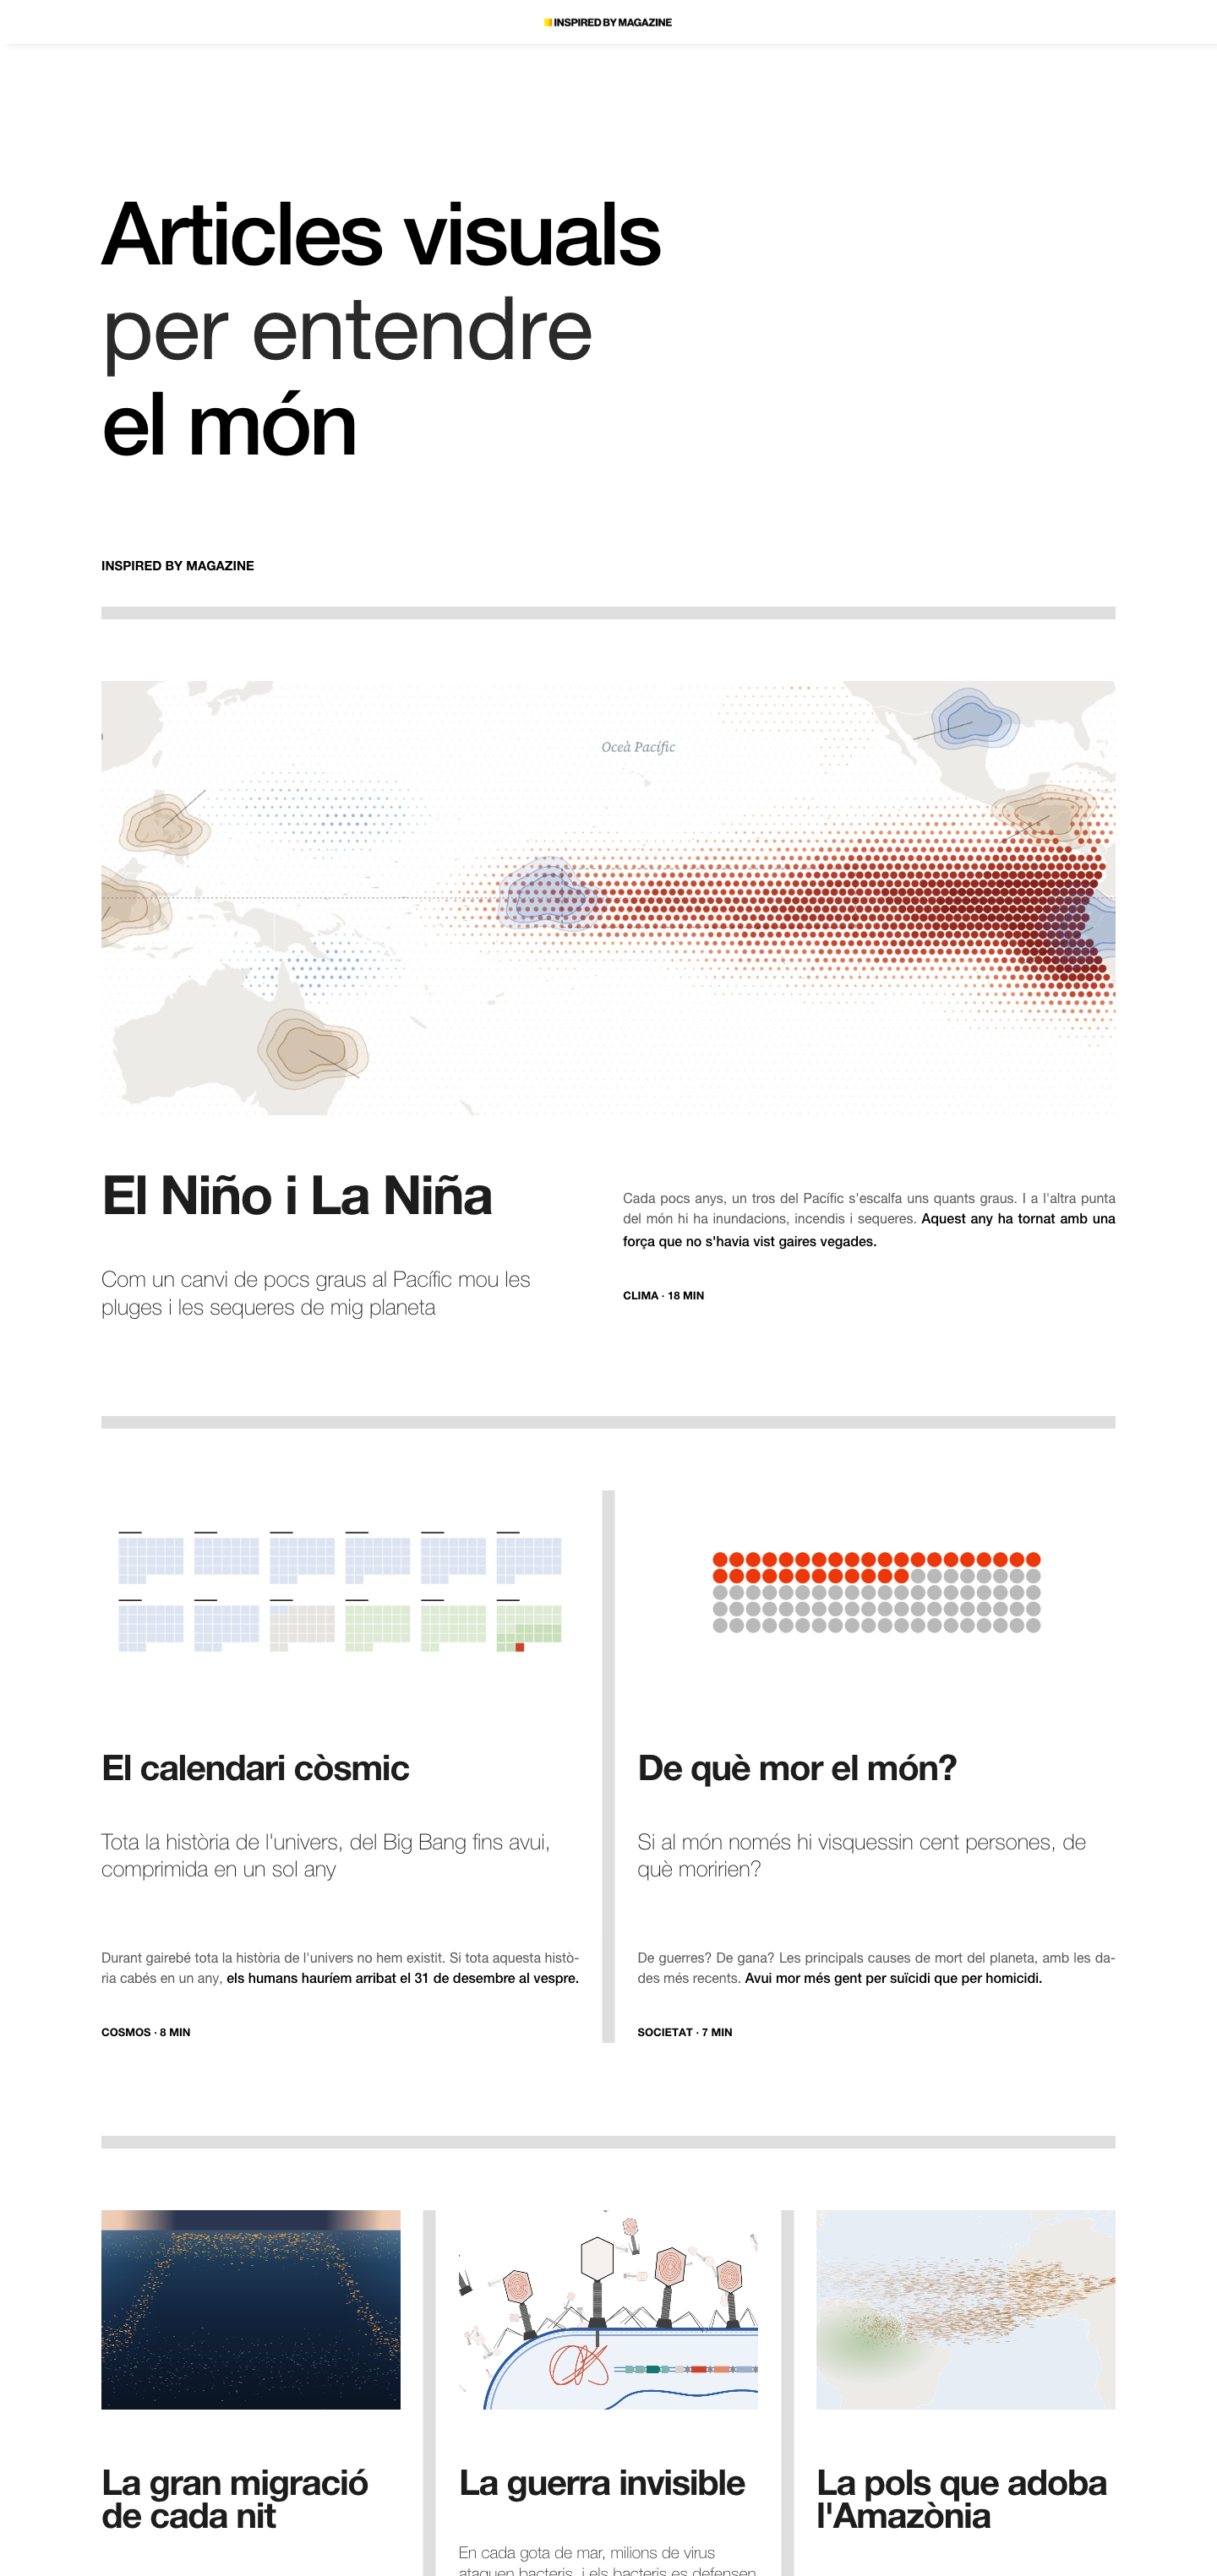 INSPIRED BY MAGAZINE
Articles visuals
per entendre
el món
INSPIRED BY MAGAZINE
Oceà Pacífic
El Niño i La Niña
Com un canvi de pocs graus al Pacífic mou les
pluges i les sequeres de mig planeta
Cada pocs anys, un tros del Pacífic s'escalfa uns quants graus. I a l'altra punta
del món hi ha inundacions, incendis i sequeres. Aquest any ha tornat amb una
força que no s'havia vist gaires vegades.
CLIMA · 18 MIN
El calendari còsmic
Tota la història de l'univers, del Big Bang fins avui,
comprimida en un sol any
Durant gairebé tota la història de l'univers no hem existit. Si tota aquesta histò-
ria cabés en un any, els humans hauríem arribat el 31 de desembre al vespre.
COSMOS · 8 MIN
De què mor el món?
Si al món només hi visquessin cent persones, de
què moririen?
De guerres? De gana? Les principals causes de mort del planeta, amb les da-
des més recents. Avui mor més gent per suïcidi que per homicidi.
SOCIETAT · 7 MIN
La gran migració
de cada nit
La guerra invisible
En cada gota de mar, milions de virus
ataquen bacteris, i els bacteris es defensen
La pols que adoba
l'Amazònia